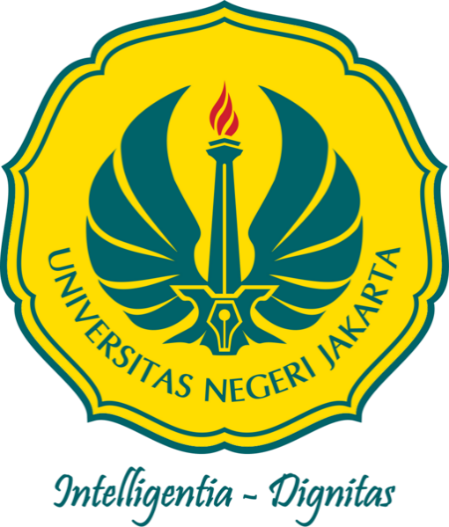 UNIVERSITAS NEGERI JAKARTA
Intelligentia - Dignitas